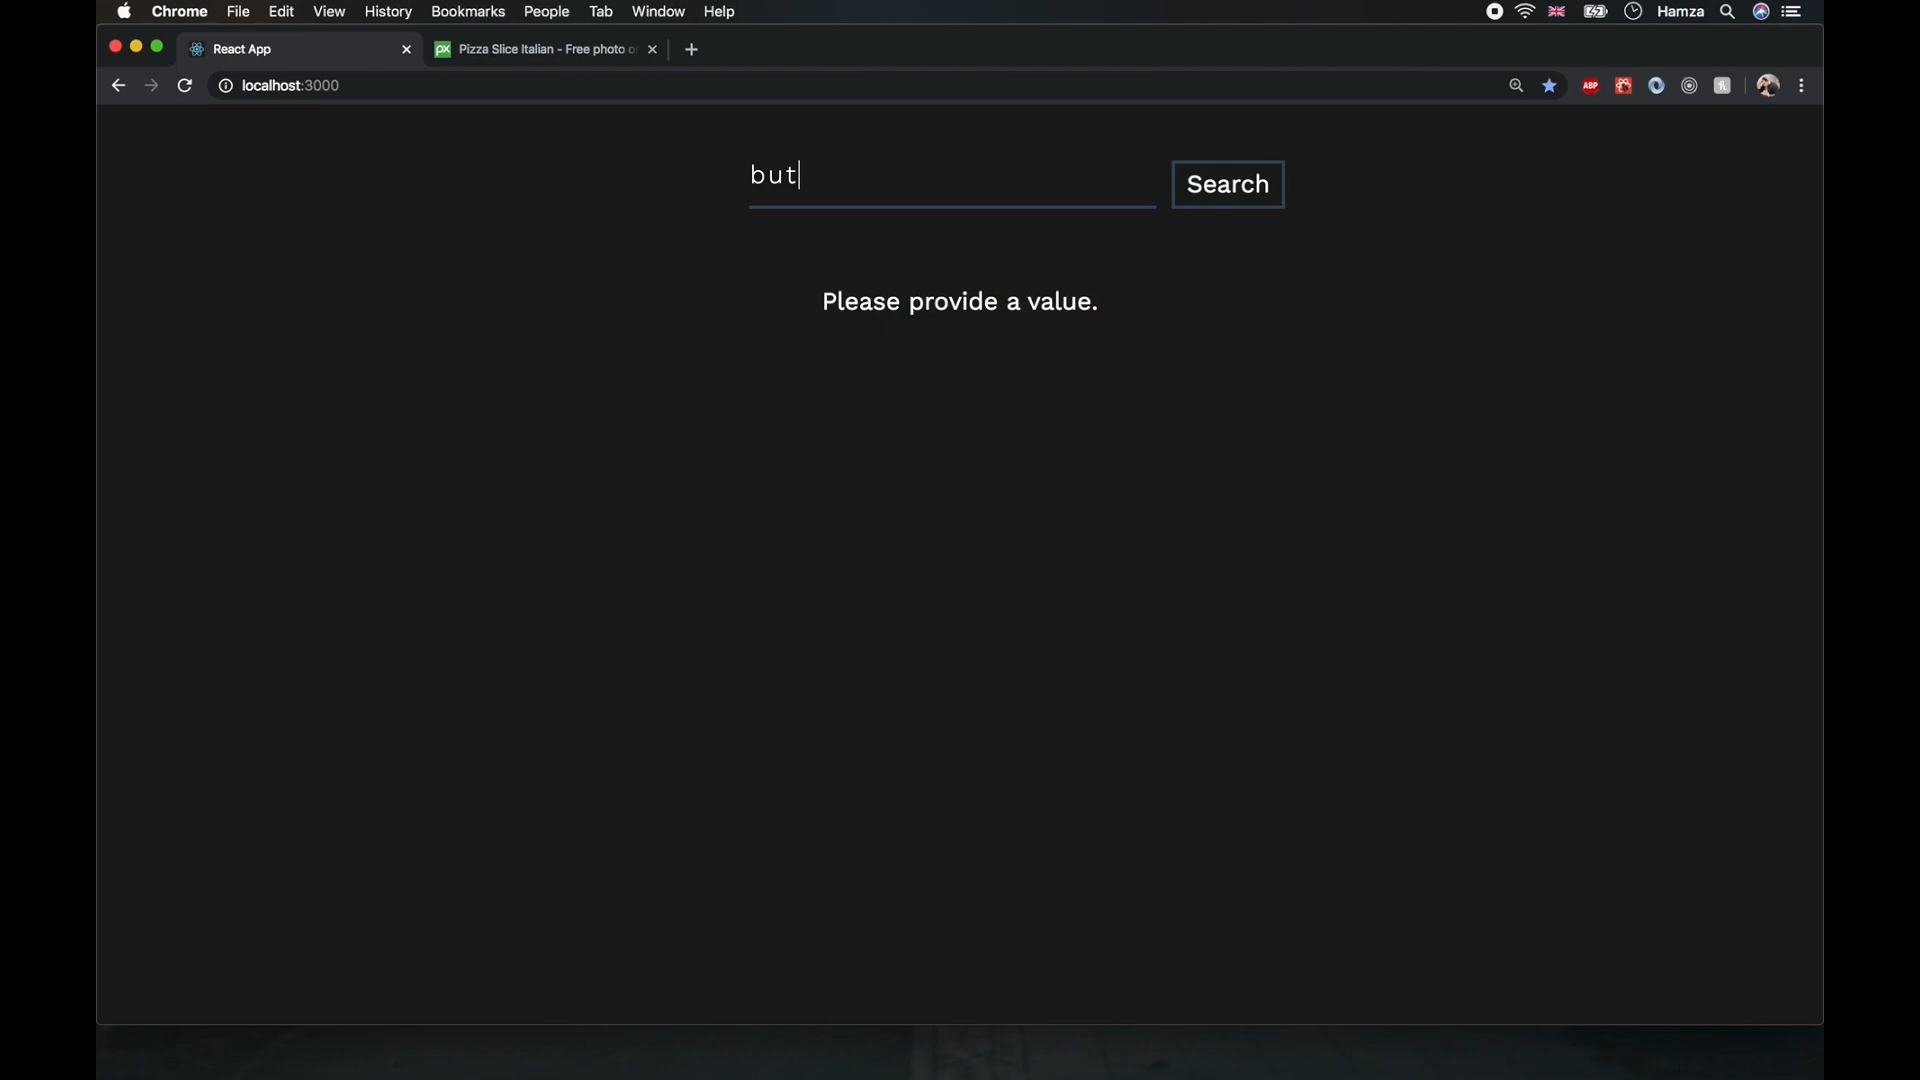 Chrome File Edit View History Bookmarks People Tab Window Help Hamza
React App Pizza Slice Italian - Free photo o
localhost:3000 ABP
but Search
Please provide a value.